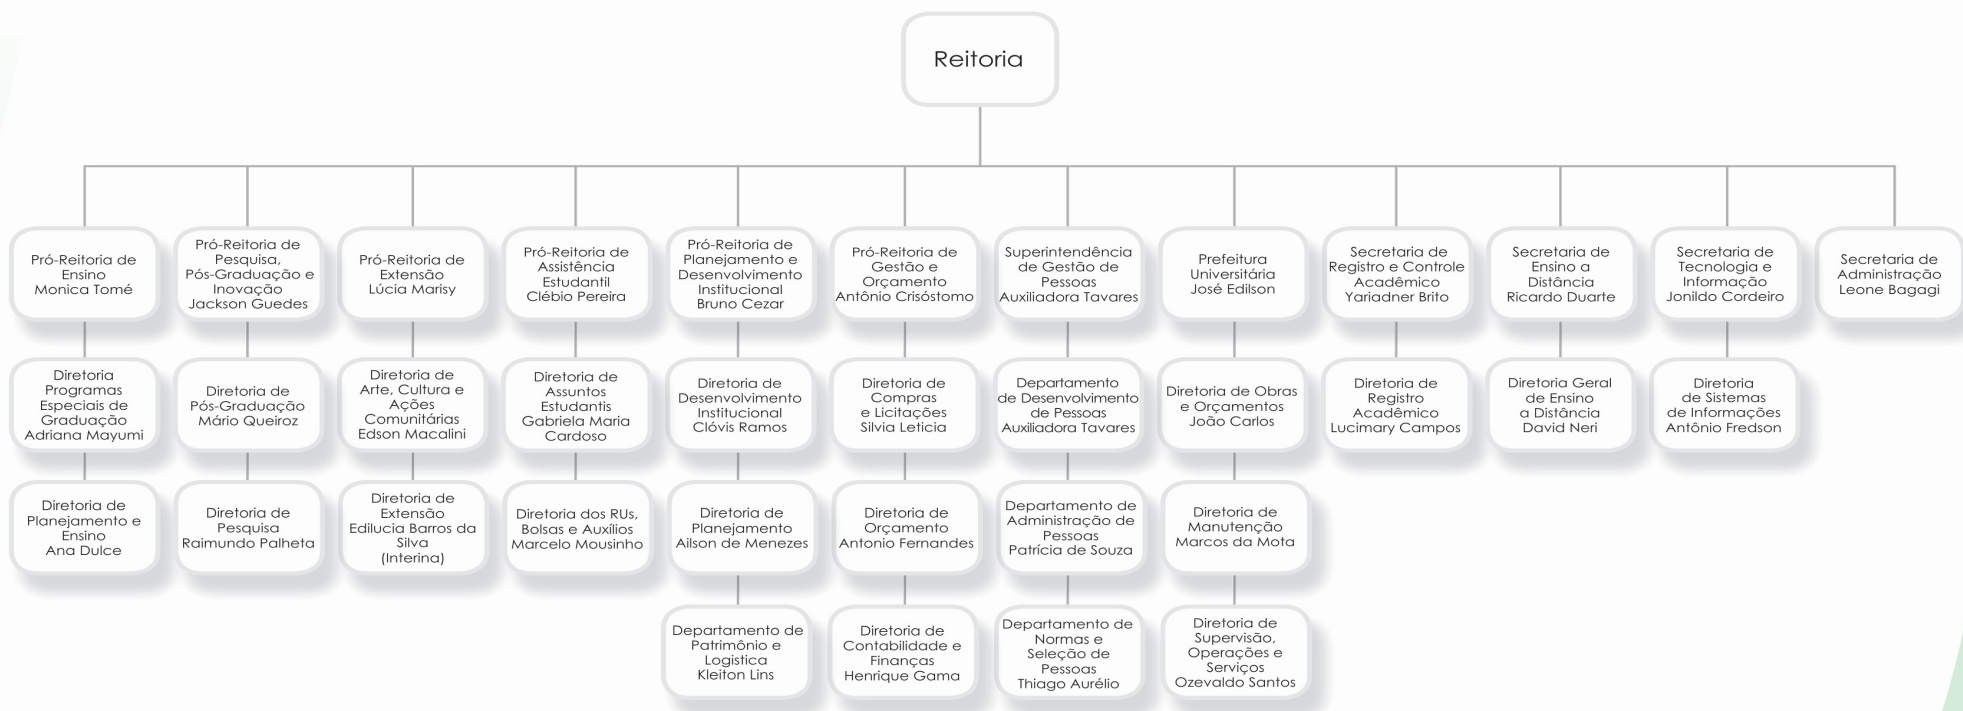 Reitoria
Pró-Reitoria de
Ensino
Monica Tomé
Pró-Reitoria de
Pesquisa,
Pós-Graduação e
Inovação
Jackson Guedes
Pró-Reitoria de
Extensão
Lúcia Marisy
Pró-Reitoria de
Assistência
Estudantil
Clébio Pereira
Pró-Reitoria de
Planejamento e
Desenvolvimento
Institucional
Bruno Cezar
Pró-Reitoria de
Gestão e
Orçamento
Antônio Crisóstomo
Superintendência
de Gestão de
Pessoas
Auxiliadora Tavares
Prefeitura
Universitária
José Edilson
Secretaria de
Registro e Controle
Acadêmico
Yariadner Brito
Secretaria de
Ensino a
Distância
Ricardo Duarte
Secretaria de
Tecnologia e
Informação
Jonildo Cordeiro
Secretaria de
Administração
Leone Bagagi
Diretoria
Programas
Especiais de
Graduação
Adriana Mayumi
Diretoria de
Pós-Graduação
Mário Queiroz
Diretoria de
Arte, Cultura e
Ações
Comunitárias
Edson Macalini
Diretoria de
Assuntos
Estudantis
Gabriela Maria
Cardoso
Diretoria de
Desenvolvimento
Institucional
Clóvis Ramos
Diretoria de
Compras
e Licitações
Silvia Leticia
Departamento
de Desenvolvimento
de Pessoas
Auxiliadora Tavares
Diretoria de Obras
e Orçamentos
João Carlos
Diretoria de
Registro
Acadêmico
Lucimary Campos
Diretoria Geral
de Ensino
a Distância
David Neri
Diretoria
de Sistemas
de Informações
Antônio Fredson
Diretoria de
Planejamento e
Ensino
Ana Dulce
Diretoria de
Pesquisa
Raimundo Palheta
Diretoria de
Extensão
Edilucia Barros da
Silva
(Interina)
Diretoria dos RUs,
Bolsas e Auxílios
Marcelo Mousinho
Diretoria de
Planejamento
Ailson de Menezes
Diretoria de
Orçamento
Antonio Fernandes
Departamento de
Administração de
Pessoas
Patrícia de Souza
Diretoria de
Manutenção
Marcos da Mota
Departamento de
Patrimônio e
Logistica
Kleiton Lins
Diretoria de
Contabilidade e
Finanças
Henrique Gama
Departamento de
Normas e
Seleção de
Pessoas
Thiago Aurélio
Diretoria de
Supervisão,
Operações e
Serviços
Ozevaldo Santos